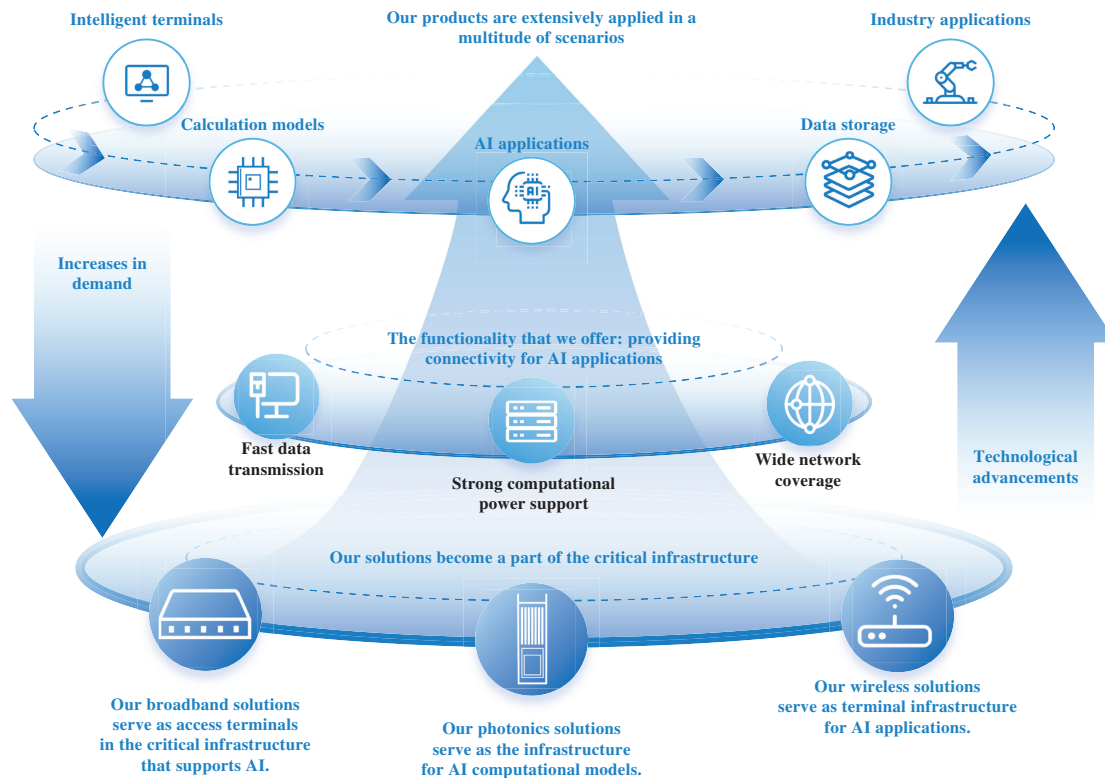 Intelligent terminals
Our products are extensively applied in a
multitude of scenarios
Industry applications
Calculation models
AI applications
Data storage
AI
Increases in
demand
The functionality that we offer: providing
connectivity for AI applications
Fast data
transmission
Strong computational
power support
Wide network
coverage
Technological
advancements
Our solutions become a part of the critical infrastructure
Our broadband solutions
serve as access terminals
in the critical infrastructure
that supports AI.
Our photonics solutions
serve as the infrastructure
for AI computational models.
Our wireless solutions
serve as terminal infrastructure
for AI applications.